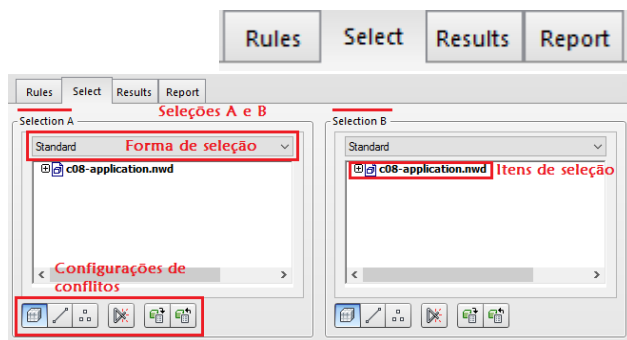 Rules Select Results Report
Rules Select Results Report
Seleções A e B
Selection A Selection B
Standard Forma de seleção Standard
c08-application.nwd c08-application.nwd Itens de seleção
Configurações de
conflitos